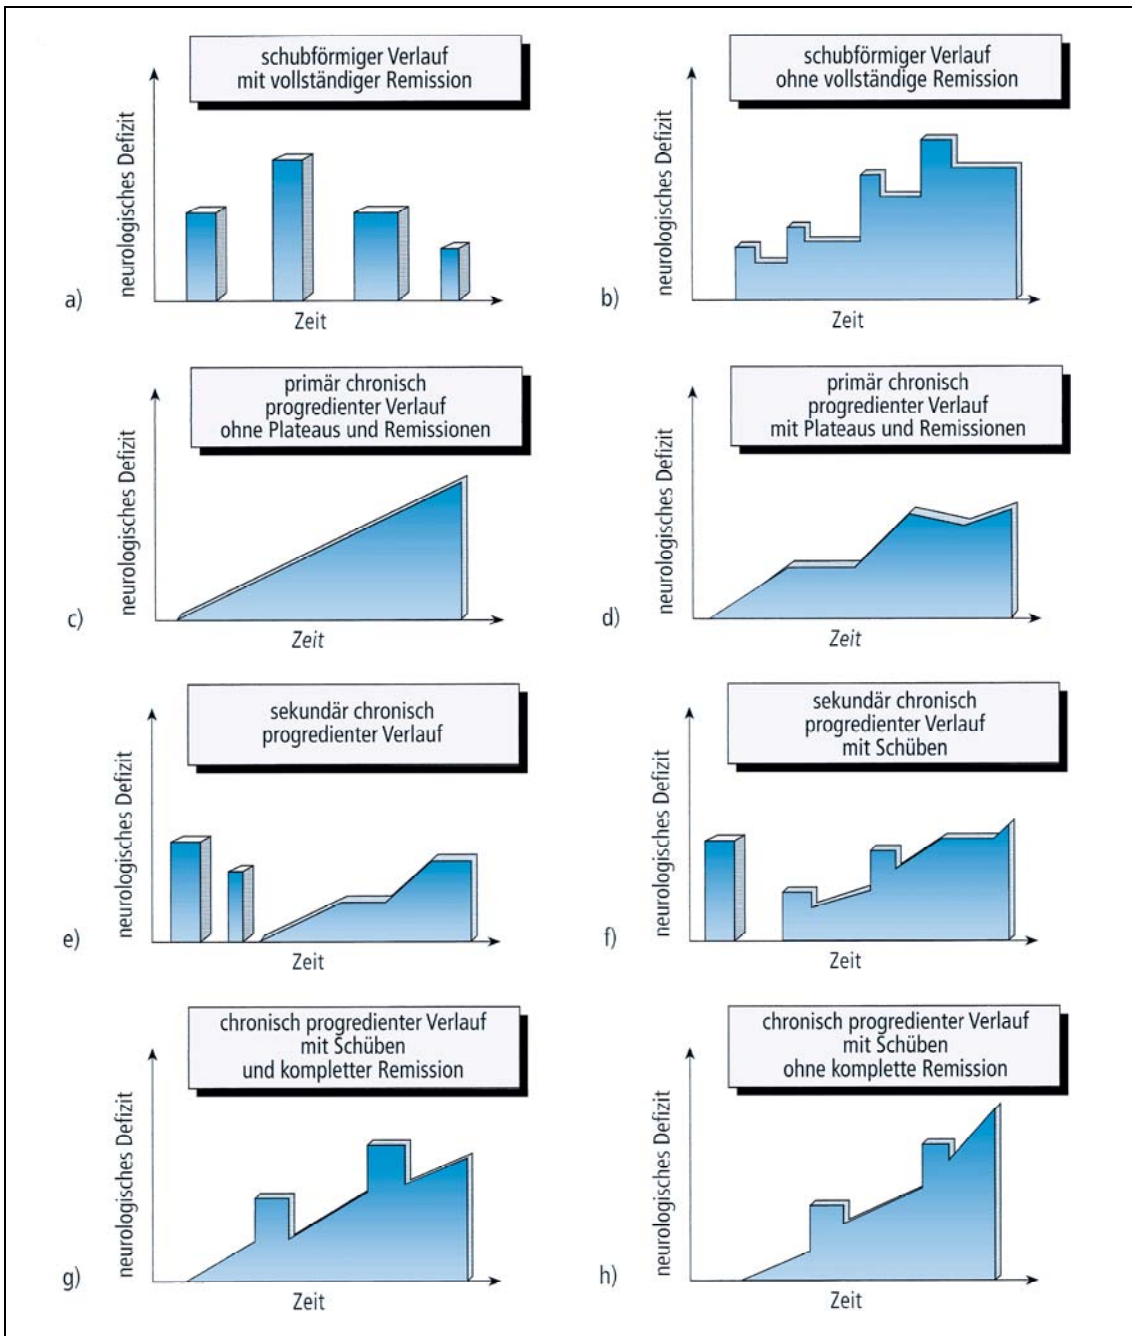 schubförmiger Verlauf
mit vollständiger Remission
neurologisches Defizit
a)
Zeit
schubförmiger Verlauf
ohne vollständige Remission
neurologisches Defizit
b)
Zeit
primär chronisch
progredienter Verlauf
ohne Plateaus und Remissionen
neurologisches Defizit
c)
Zeit
primär chronisch
progredienter Verlauf
mit Plateaus und Remissionen
neurologisches Defizit
d)
Zeit
sekundär chronisch
progredienter Verlauf
neurologisches Defizit
e)
Zeit
sekundär chronisch
progredienter Verlauf
mit Schüben
neurologisches Defizit
f)
Zeit
chronisch progredienter Verlauf
mit Schüben
und kompletter Remission
neurologisches Defizit
g)
Zeit
chronisch progredienter Verlauf
mit Schüben
ohne komplette Remission
neurologisches Defizit
h)
Zeit